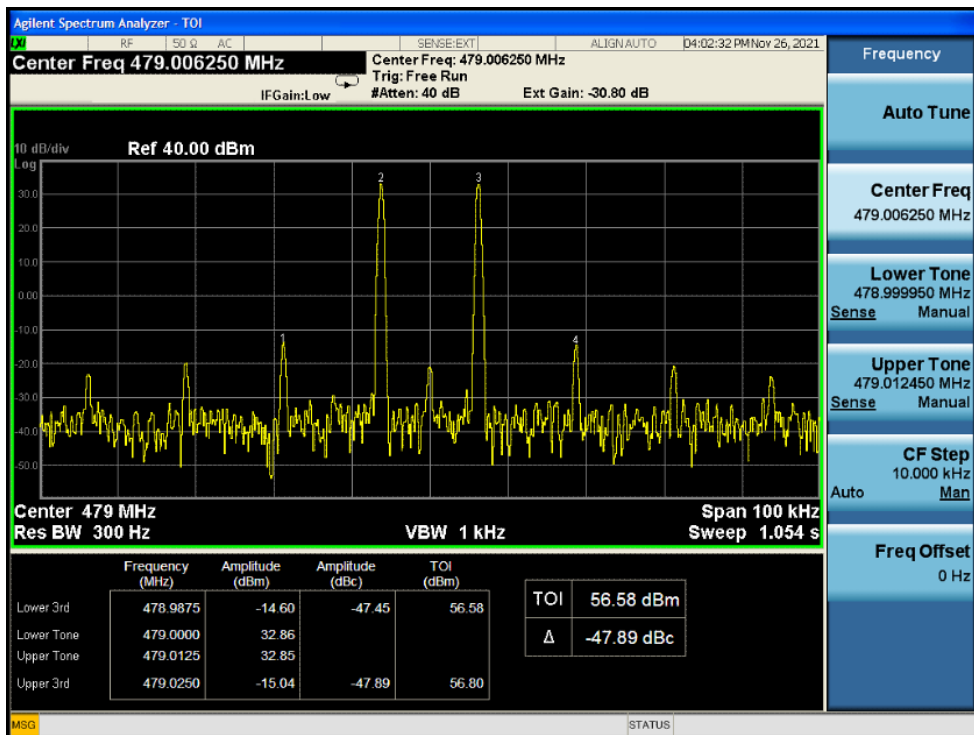 Agilent Spectrum Analyzer - TOI
LXI RF 50 Ω AC SENSE:EXT ALIGN AUTO 04:02:32 PM Nov 26, 2021
Center Freq 479.006250 MHz
Center Freq: 479.006250 MHz
Trig: Free Run
IFGain:Low #Atten: 40 dB Ext Gain: -30.80 dB
10 dB/div Ref 40.00 dBm
Log
30.0
20.0
10.0
0.00
-10.0
-20.0
-30.0
-40.0
-50.0
1 2 3 4
Center 479 MHz Span 100 kHz
Res BW 300 Hz VBW 1 kHz Sweep 1.054 s
Frequency Amplitude Amplitude TOI
(MHz) (dBm) (dBc) (dBm)
Lower 3rd 478.9875 -14.60 -47.45 56.58
Lower Tone 479.0000 32.86
Upper Tone 479.0125 32.85
Upper 3rd 479.0250 -15.04 -47.89 56.80
TOI 56.58 dBm
Δ -47.89 dBc
Frequency
Auto Tune
Center Freq
479.006250 MHz
Lower Tone
478.999950 MHz
Sense Manual
Upper Tone
479.012450 MHz
Sense Manual
CF Step
10.000 kHz
Auto Man
Freq Offset
0 Hz
MSG STATUS